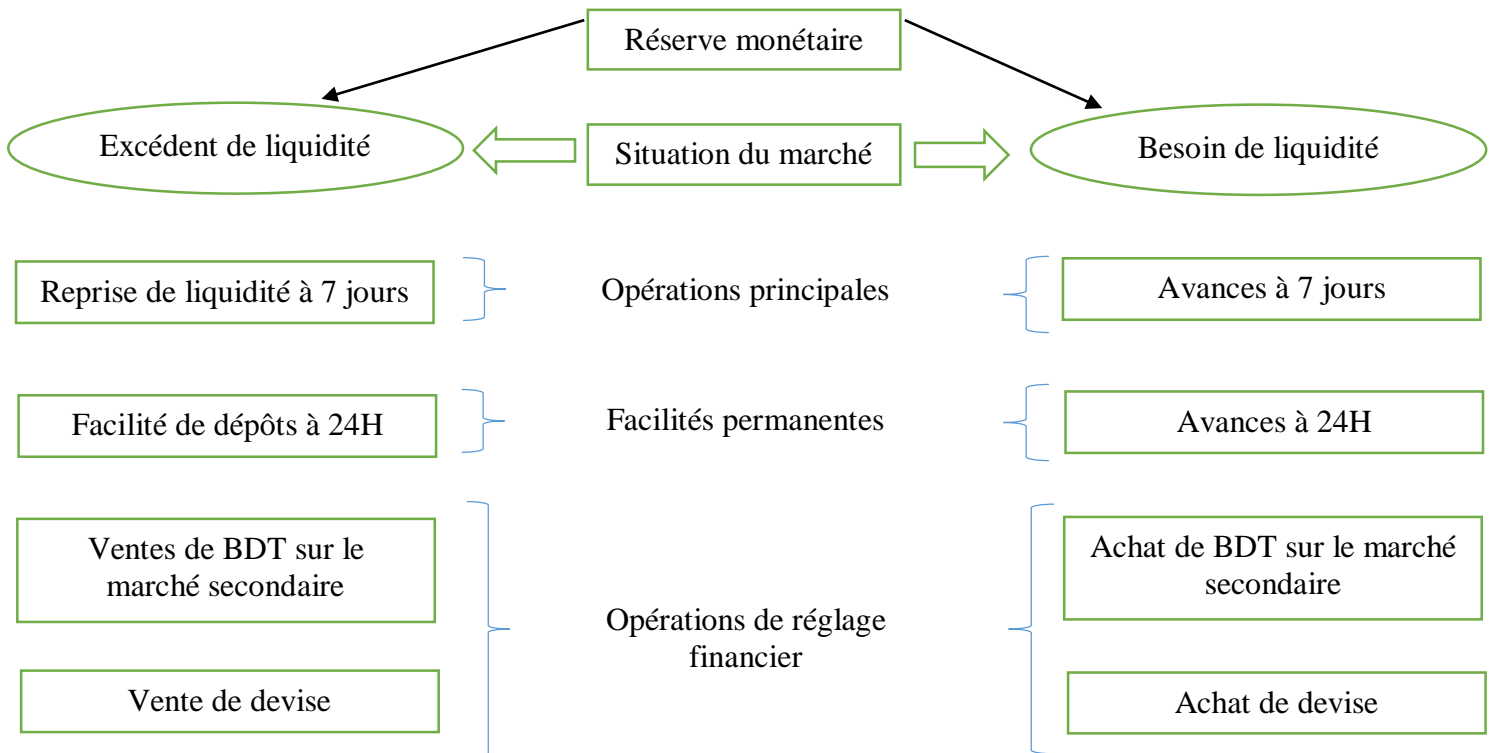 Réserve monétaire
Excédent de liquidité
Situation du marché
Besoin de liquidité
Reprise de liquidité à 7 jours
Opérations principales
Avances à 7 jours
Facilité de dépôts à 24H
Facilités permanentes
Avances à 24H
Ventes de BDT sur le
marché secondaire
Opérations de réglage
financier
Achat de BDT sur le marché
secondaire
Vente de devise
Achat de devise